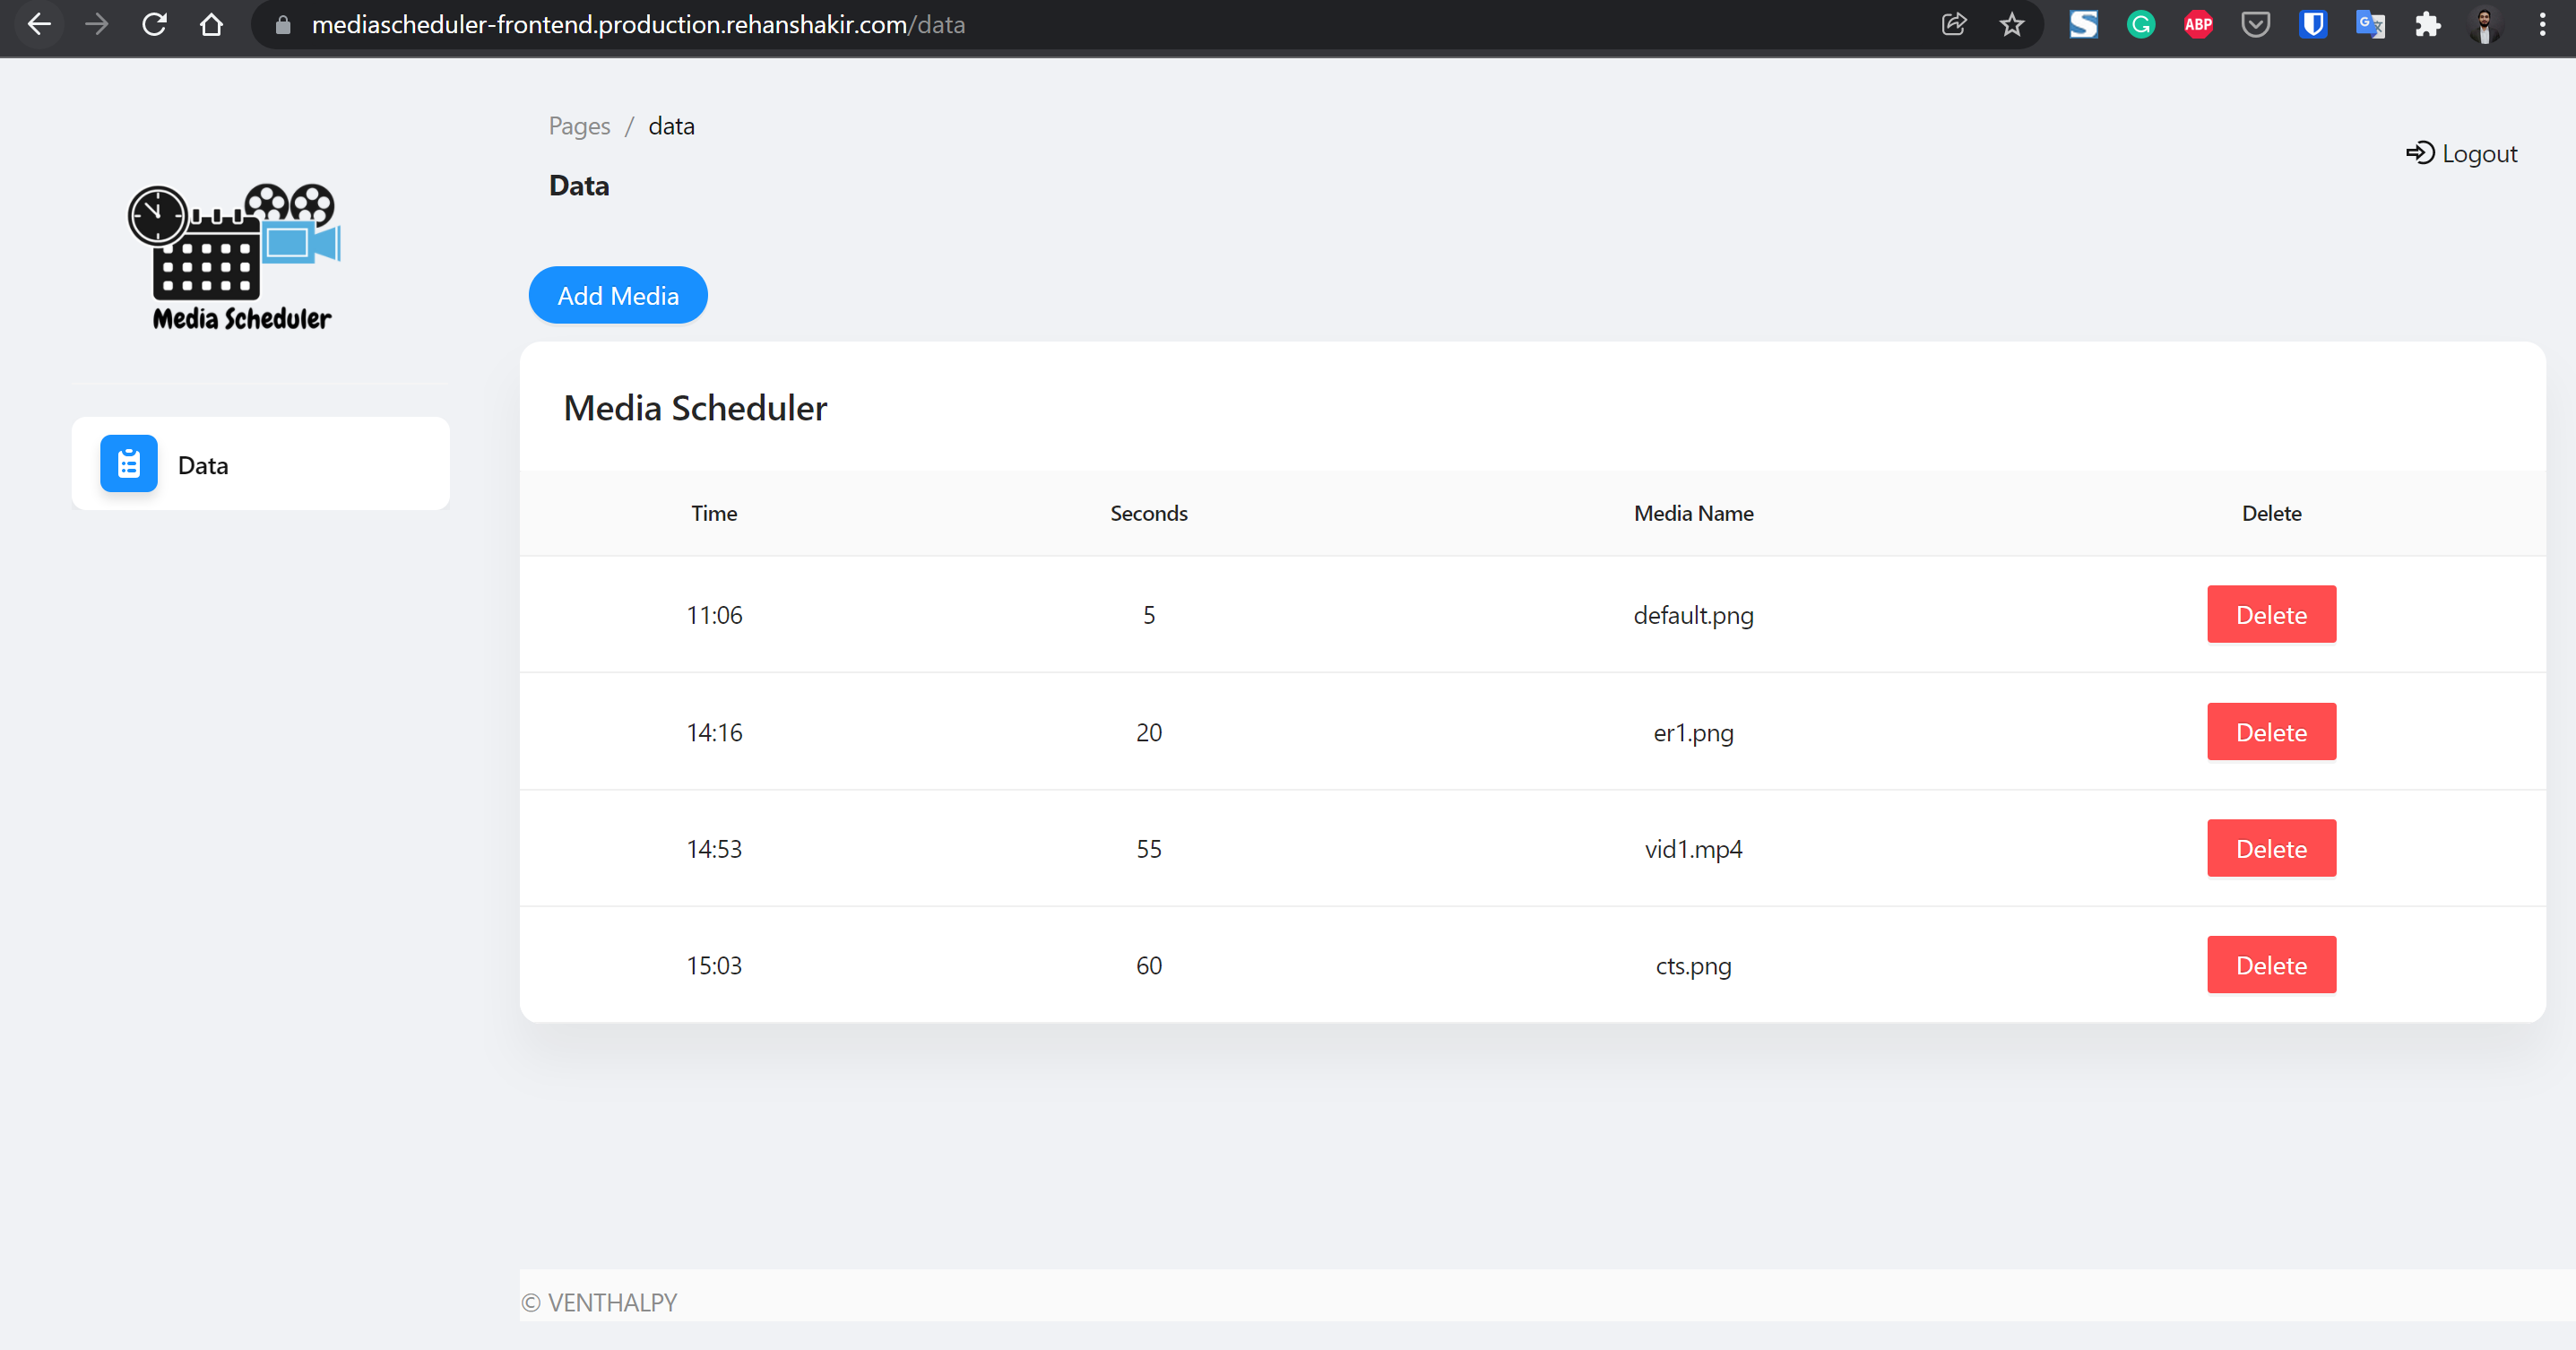 mediascheduler-frontend.production.rehanshakir.com/data
G
ABP
G
Pages / data
Logout
Data
Media Scheduler
Add Media
Media Scheduler
Data
Time Seconds Media Name Delete
11:06 5 default.png Delete
14:16 20 er1.png Delete
14:53 55 vid1.mp4 Delete
15:03 60 cts.png Delete
© VENTHALPY